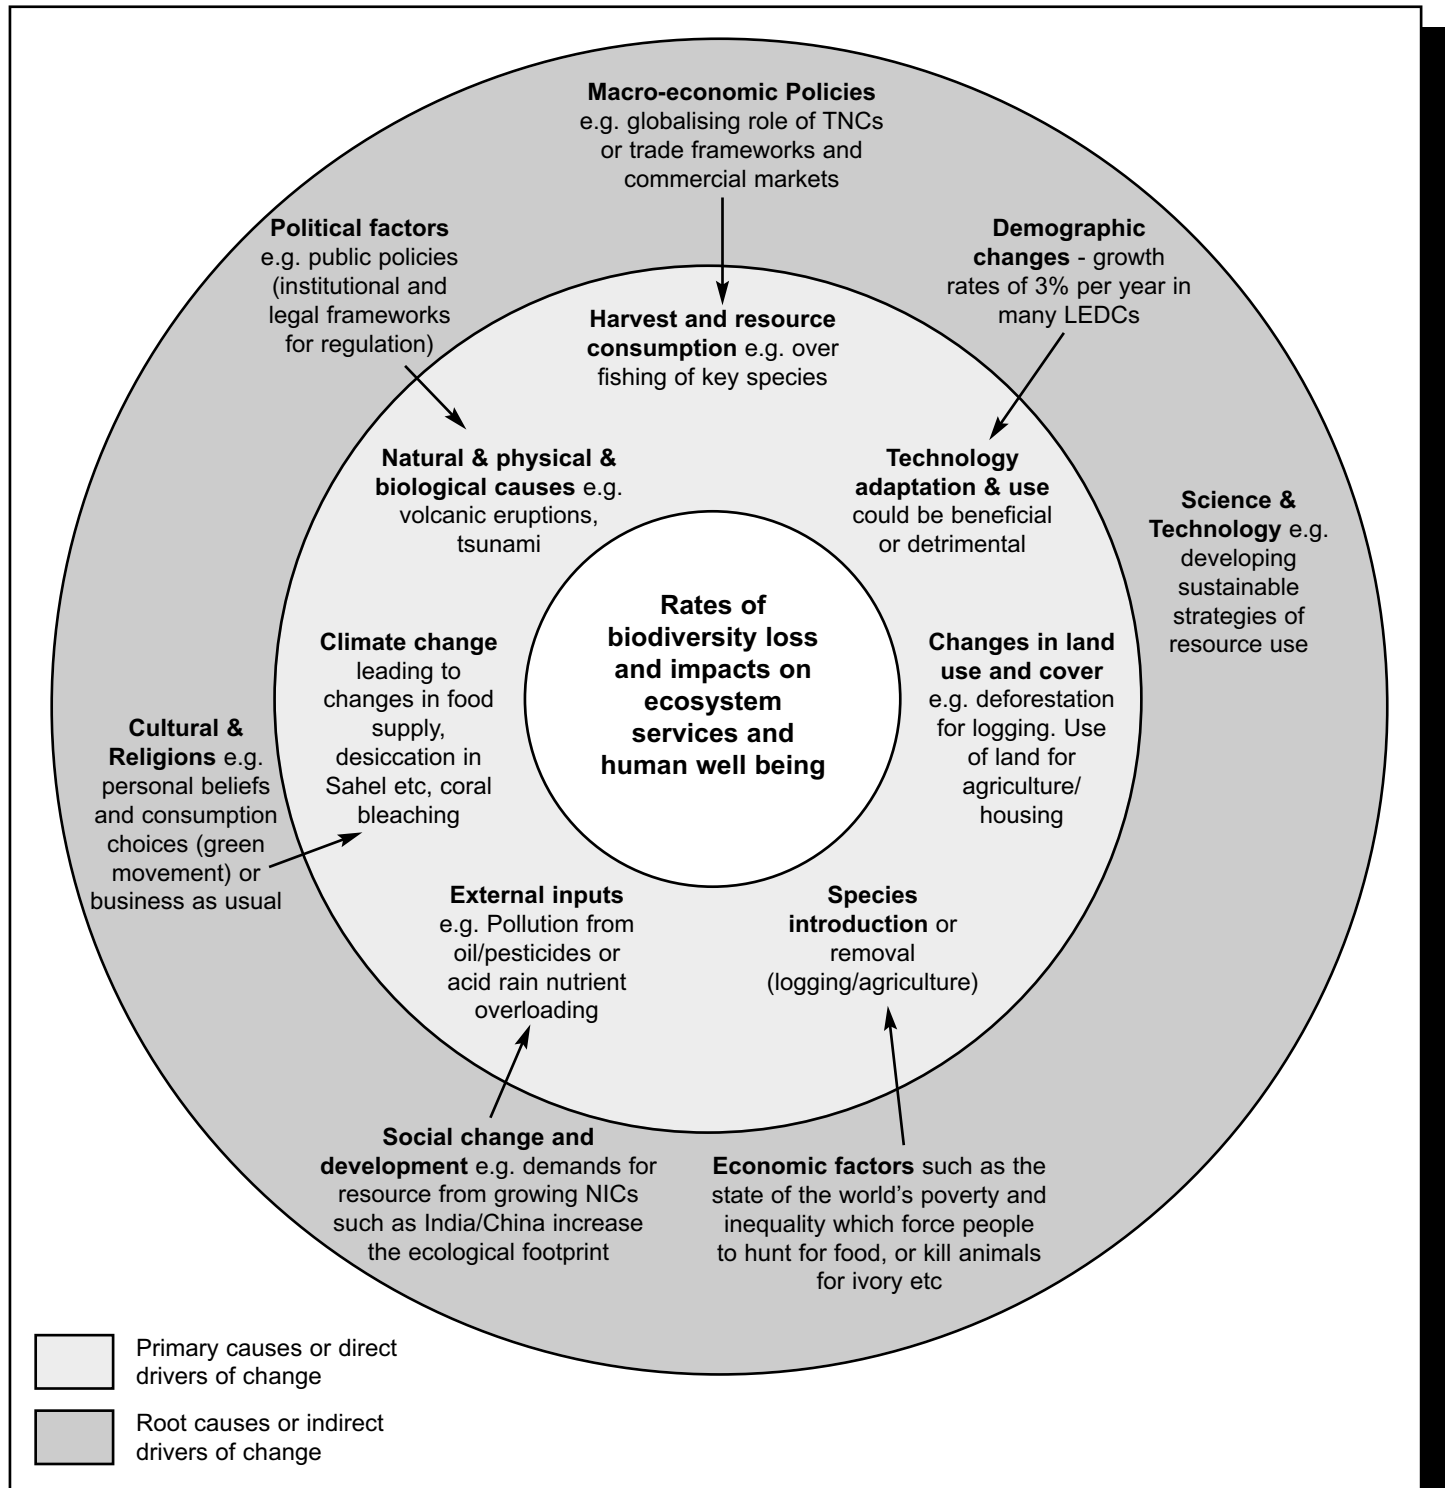 Macro-economic Policies
e.g. globalising role of TNCs
or trade frameworks and
commercial markets
Political factors
e.g. public policies
(institutional and
legal frameworks
for regulation)
Demographic
changes - growth
rates of 3% per year in
many LEDCs
Harvest and resource
consumption e.g. over
fishing of key species
Natural & physical &
biological causes e.g.
volcanic eruptions,
tsunami
Technology
adaptation & use
could be beneficial
or detrimental
Science &
Technology e.g.
developing
sustainable
strategies of
resource use
Rates of
biodiversity loss
and impacts on
ecosystem
services and
human well being
Climate change
leading to
changes in food
supply,
desiccation in
Sahel etc, coral
bleaching
Changes in land
use and cover
e.g. deforestation
for logging. Use
of land for
agriculture/
housing
Cultural &
Religions e.g.
personal beliefs
and consumption
choices (green
movement) or
business as usual
External inputs
e.g. Pollution from
oil/pesticides or
acid rain nutrient
overloading
Species
introduction or
removal
(logging/agriculture)
Social change and
development e.g. demands for
resource from growing NICs
such as India/China increase
the ecological footprint
Economic factors such as the
state of the world's poverty and
inequality which force people
to hunt for food, or kill animals
for ivory etc
Primary causes or direct
drivers of change
Root causes or indirect
drivers of change